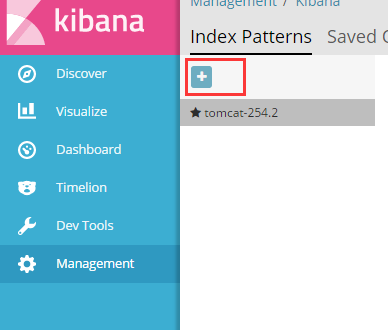 kibana
Discover
Visualize
Dashboard
Timelion
Dev Tools
Management
Management / Kibana
Index Patterns Saved
tomcat-254.2